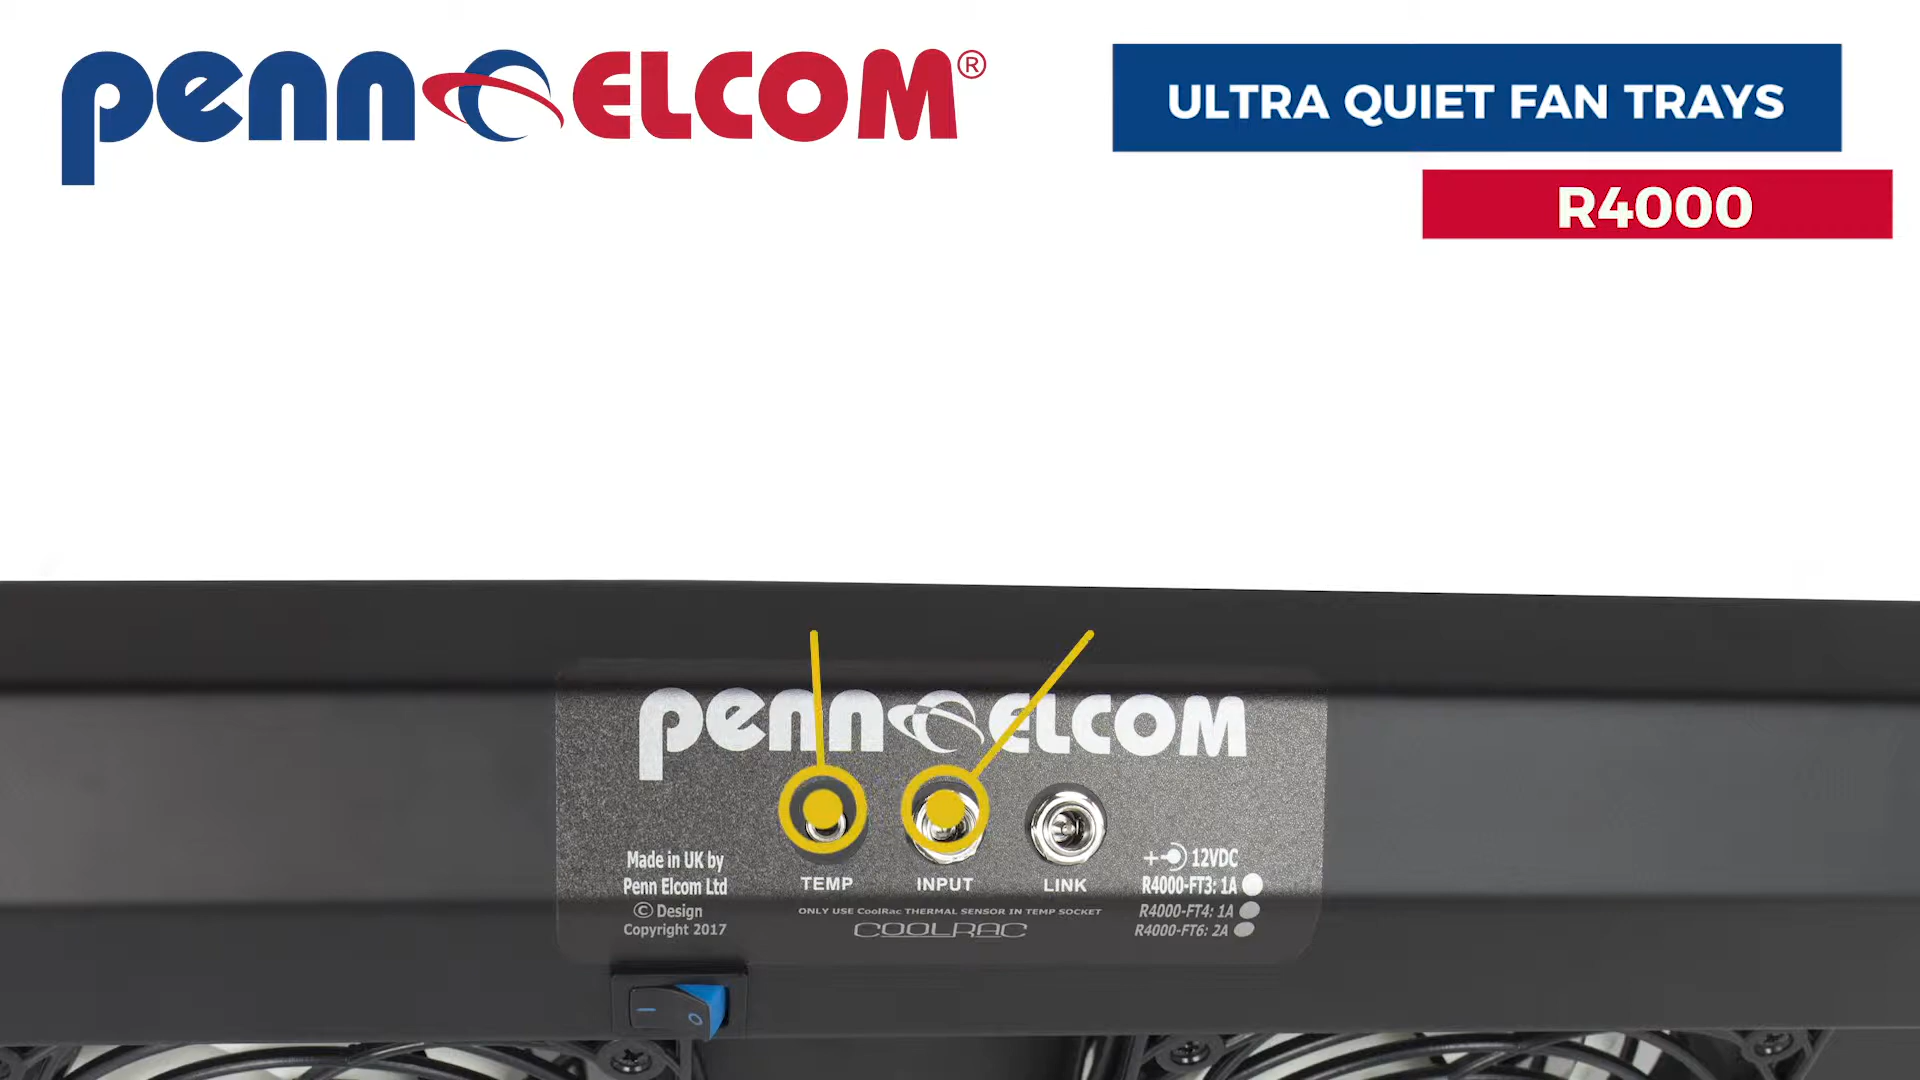 penn ELCOM®
ULTRA QUIET FAN TRAYS
R4000
penn ELCOM
Made in UK by
Penn Elcom Ltd
© Design
Copyright 2017
TEMP
INPUT
LINK
ONLY USE CoolRac THERMAL SENSOR IN TEMP SOCKET
COOLRAC
12VDC
R4000-FT3: 1A
R4000-FT4: 1A
R4000-FT6: 2A